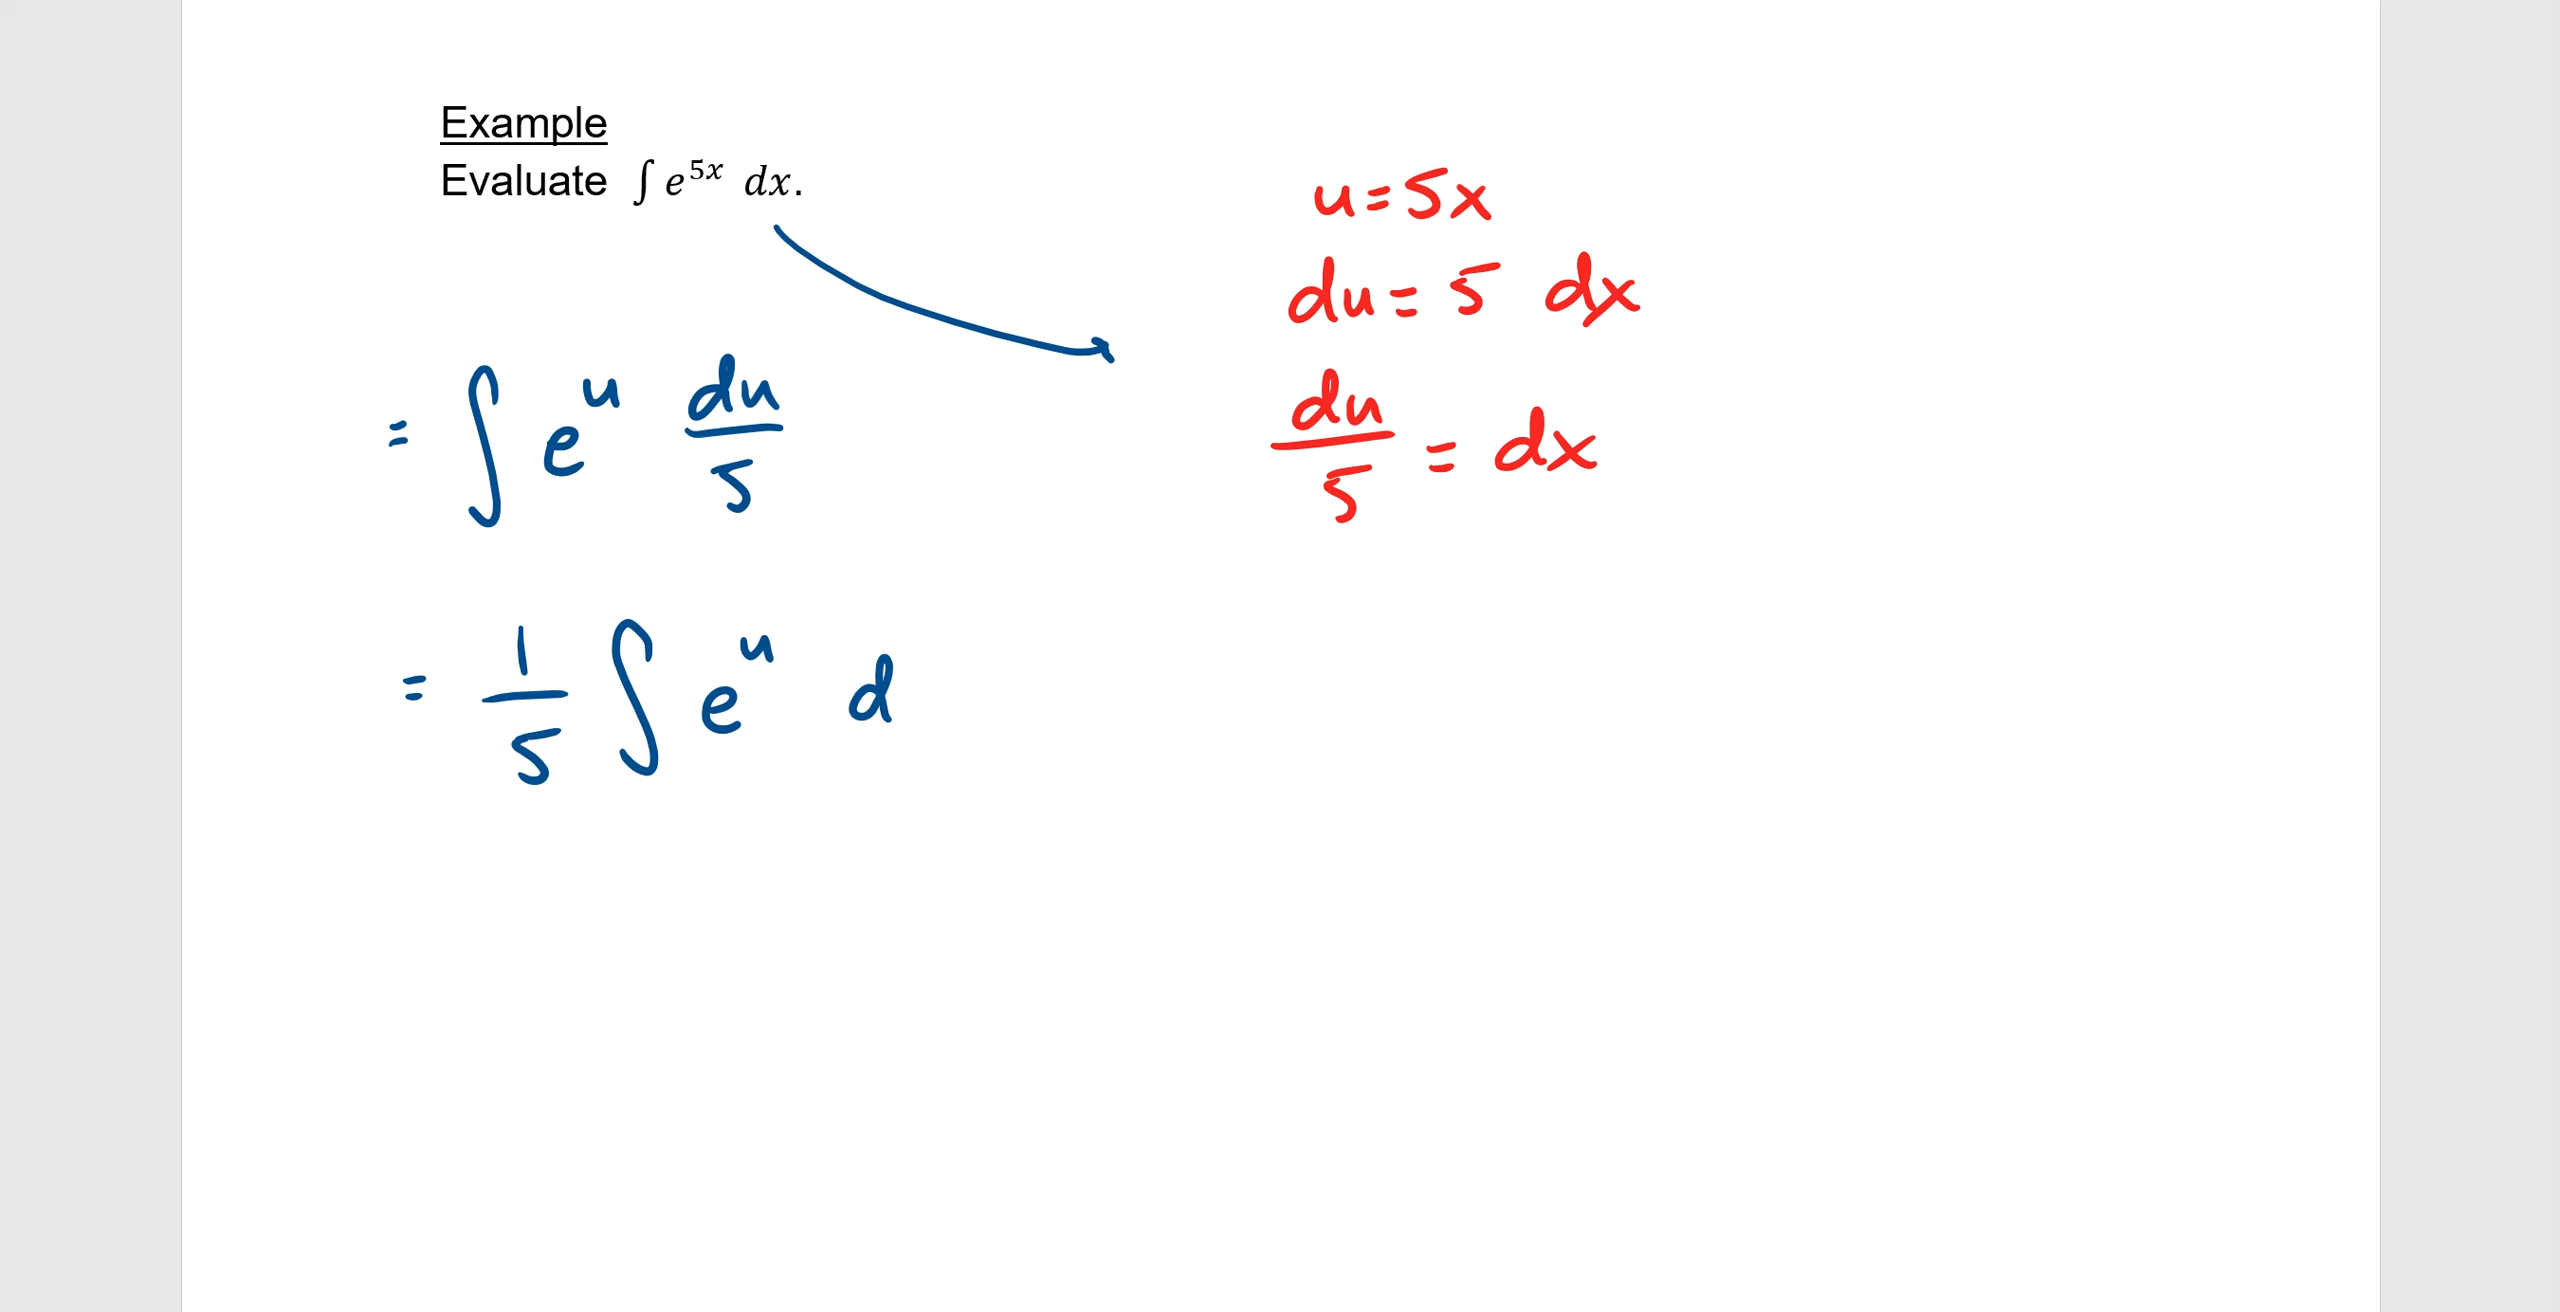 Example
Evaluate ∫ e^{5x} dx.
u = 5x
du = 5 dx
du/5 = dx
= ∫ e^u du/5
= 1/5 ∫ e^u d